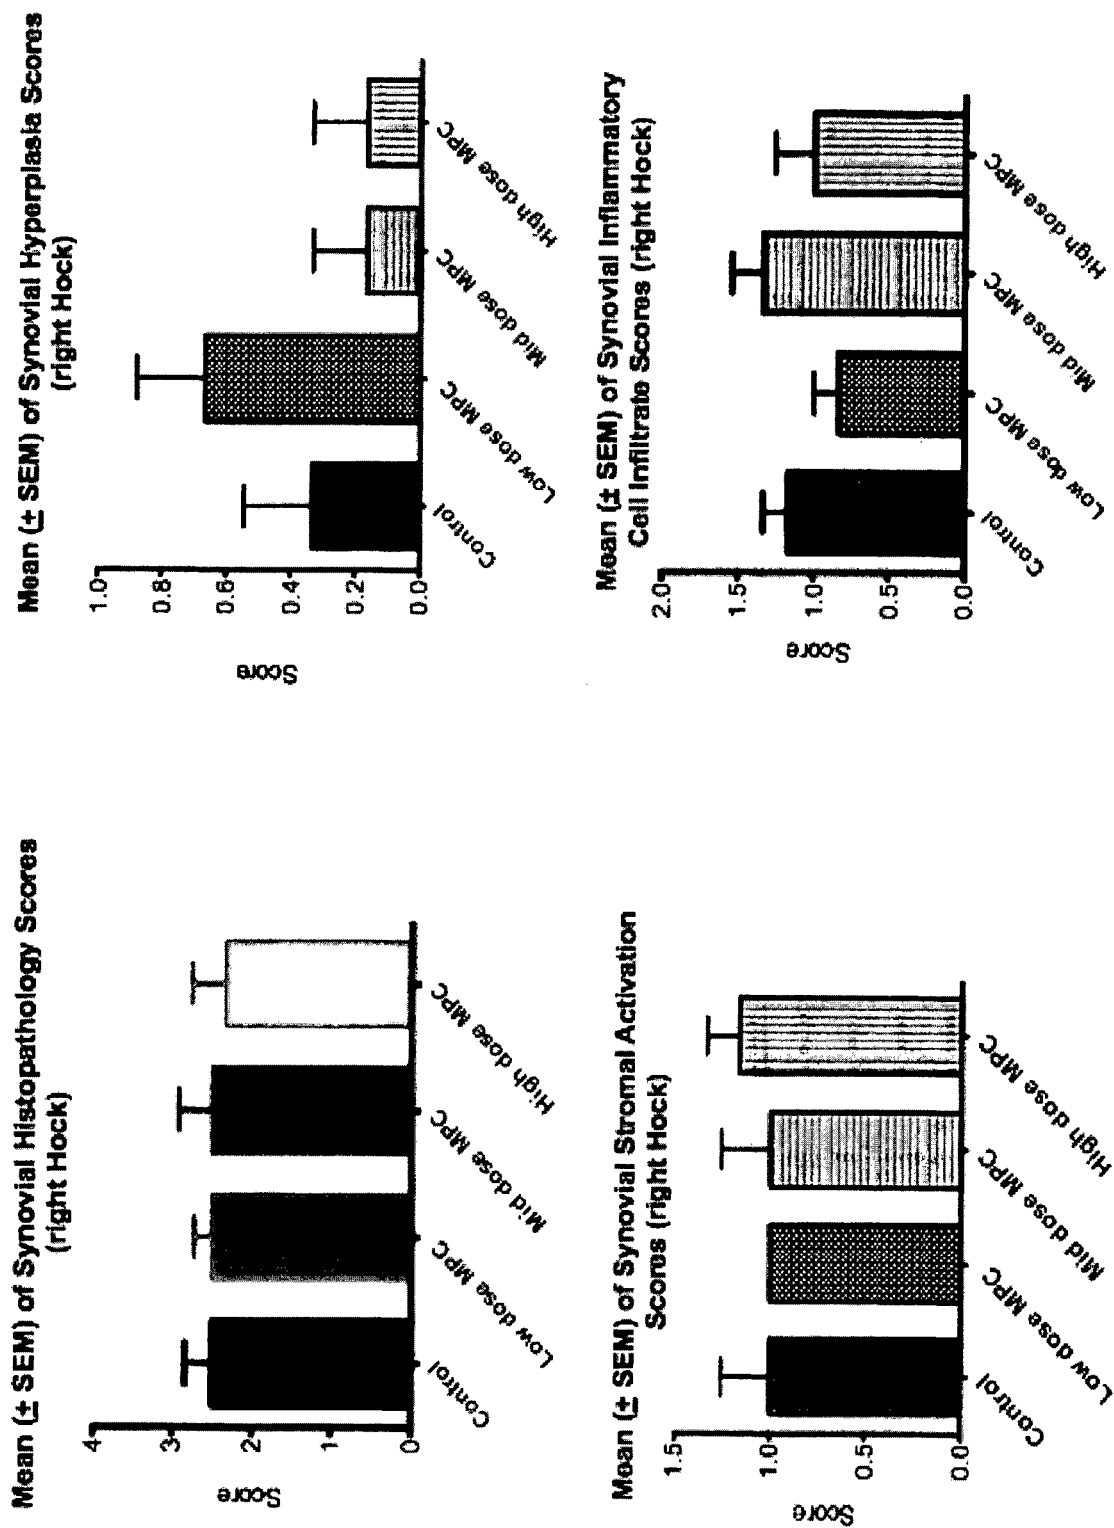 Mean (± SEM) of Synovial Histopathology Scores
(right Hock)
Score
4
3
2
1
0
Control
Low dose MPC
Mid dose MPC
High dose MPC
Mean (± SEM) of Synovial Hyperplasia Scores
(right Hock)
Score
1.0
0.8
0.6
0.4
0.2
0.0
Control
Low dose MPC
Mid dose MPC
High dose MPC
Mean (± SEM) of Synovial Stromal Activation
Scores (right Hock)
Score
1.5
1.0
0.5
0.0
Control
Low dose MPC
Mid dose MPC
High dose MPC
Mean (± SEM) of Synovial Inflammatory
Cell Infiltrate Scores (right Hock)
Score
2.0
1.5
1.0
0.5
0.0
Control
Low dose MPC
Mid dose MPC
High dose MPC